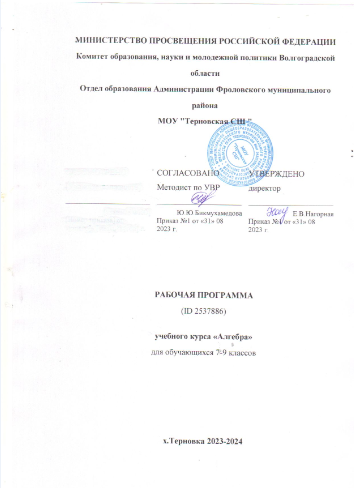 МИНИСТЕРСТВО ПРОСВЕЩЕНИЯ РОССИЙСКОЙ ФЕДЕРАЦИИ
Комитет образования, науки и молодежной политики Волгоградской
области
Отдел образования Администрации Фроловского муниципального
района
МОУ "Терновская СШ"
СОГЛАСОВАНО УТВЕРЖДЕНО
Методист по УВР директор
Ю.Ю Бакмухамедова Е В Нагорная
Приказ №1 от «31» 08 Приказ №1 от «31» 08
2023 г. 2023 г
РАБОЧАЯ ПРОГРАММА
(ID 2537886)
учебного курса «Алгебра»
для обучающихся 7-9 классов
х.Терновка 2023-2024